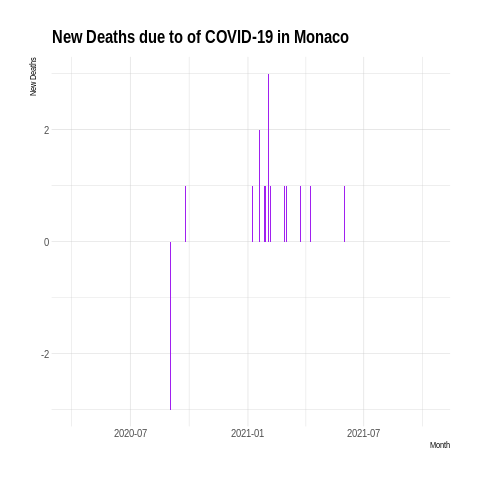 New Deaths due to of COVID-19 in Monaco
New Deaths
2
0
-2
2020-07
2021-01
2021-07
Month